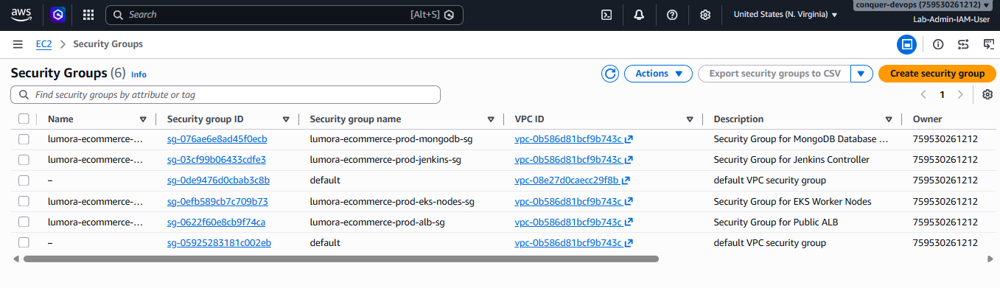 aws Search [Alt+S] United States (N. Virginia) conquer-devops (759530261212)
Lab-Admin-IAM-User
EC2 Security Groups
Security Groups (6) Info Actions Export security groups to CSV Create security group
Find security groups by attribute or tag 1
Name Security group ID Security group name VPC ID Description Owner
lumora-ecommerce-... sg-076ae6e8ad45f0ecb lumora-ecommerce-prod-mongodb-sg vpc-0b586d81bcf9b743c Security Group for MongoDB Database ... 759530261212
lumora-ecommerce-... sg-03cf99b06433cdfe3 lumora-ecommerce-prod-jenkins-sg vpc-0b586d81bcf9b743c Security Group for Jenkins Controller 759530261212
– sg-0de9476d0cbab3c8b default vpc-08e27d0caecc29f8b default VPC security group 759530261212
lumora-ecommerce-... sg-0efb589cb7c709b73 lumora-ecommerce-prod-eks-nodes-sg vpc-0b586d81bcf9b743c Security Group for EKS Worker Nodes 759530261212
lumora-ecommerce-... sg-0622f60e8cb9f74ca lumora-ecommerce-prod-alb-sg vpc-0b586d81bcf9b743c Security Group for Public ALB 759530261212
– sg-05925283181c002eb default vpc-0b586d81bcf9b743c default VPC security group 759530261212